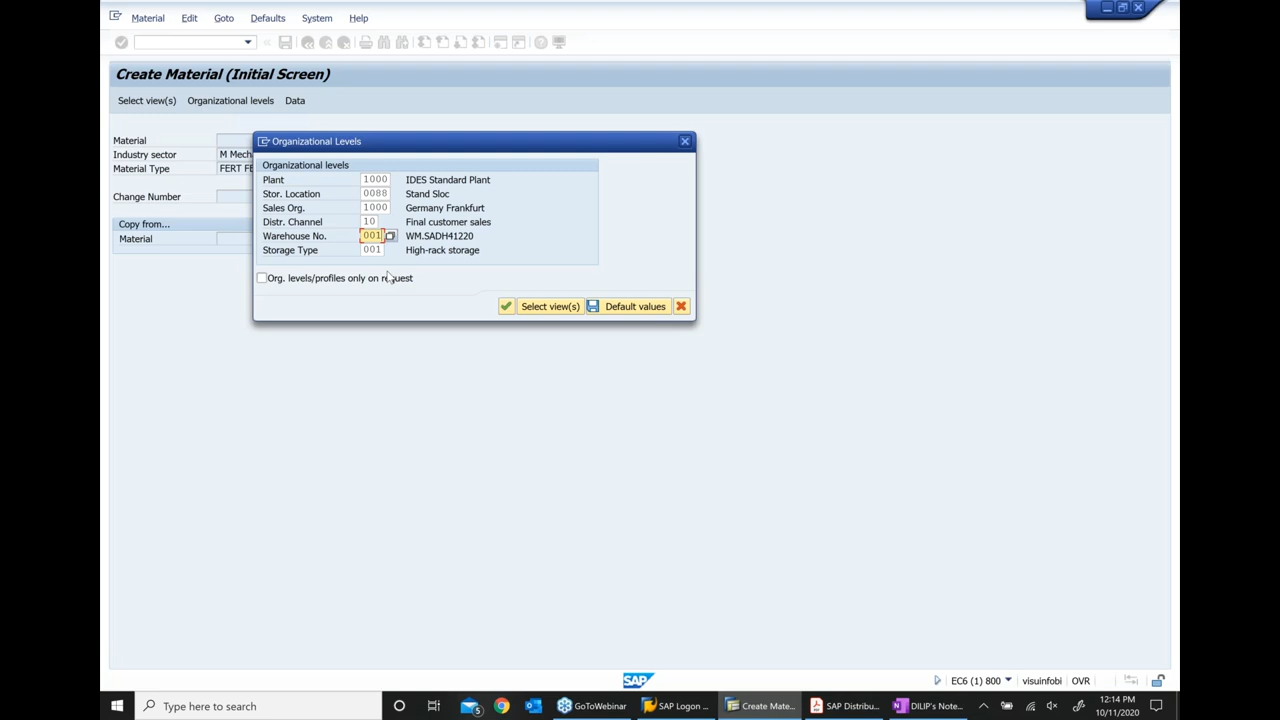 Material Edit Goto Defaults System Help
Create Material (Initial Screen)
Select view(s) Organizational levels Data
Material
Industry sector M Mech
Material Type FERT FE
Change Number
Copy from...
Material
Organizational Levels
Organizational levels
Plant 1000 IDES Standard Plant
Stor. Location 0088 Stand Sloc
Sales Org. 1000 Germany Frankfurt
Distr. Channel 10 Final customer sales
Warehouse No. 001 WM.SADH41220
Storage Type 001 High-rack storage
Org. levels/profiles only on request
Select view(s) Default values
SAP
EC6 (1) 800 visuinfobi OVR
Type here to search
5
GoToWebinar
SAP Logon ...
Create Mate...
SAP Distribu...
DILIP's Note...
12:14 PM
10/11/2020